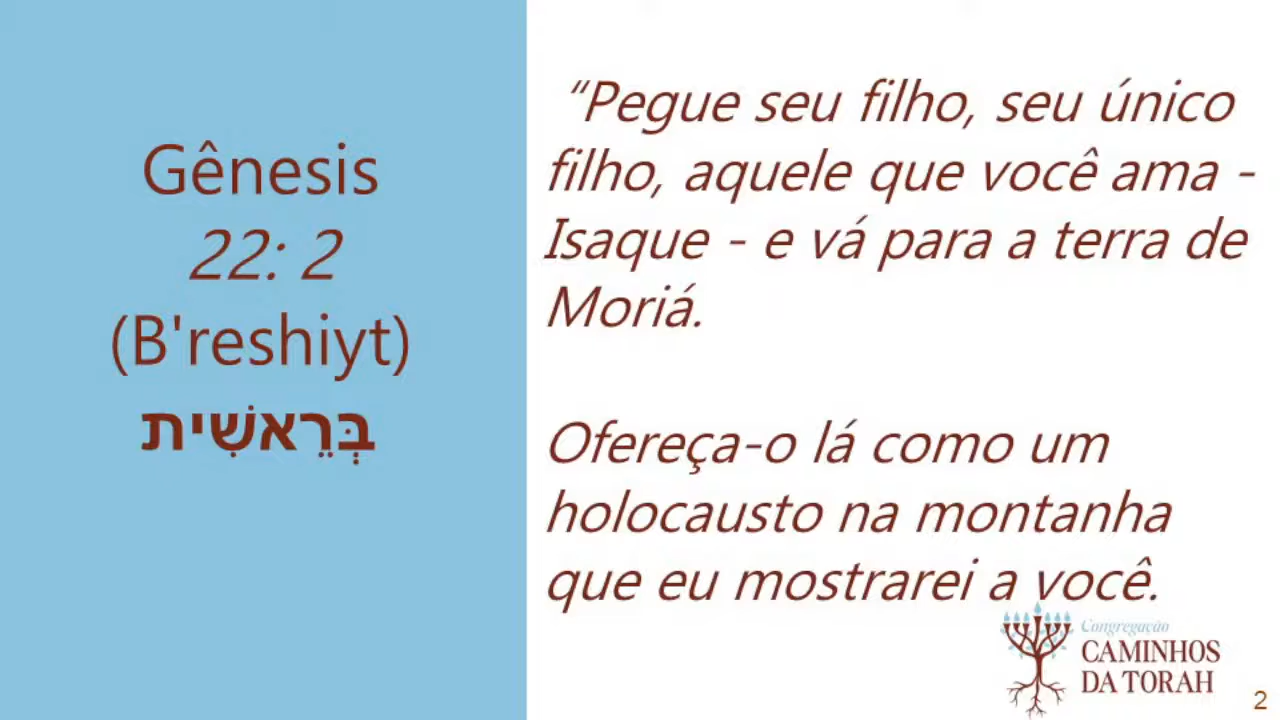 Gênesis
22: 2
(B'reshiyt)
בְּרֵאשִׁית
“Pegue seu filho, seu único
filho, aquele que você ama -
Isaque - e vá para a terra de
Moriá.
Ofereça-o lá como um
holocausto na montanha
que eu mostrarei a você.
Congregação
CAMINHOS
DA TORAH
2